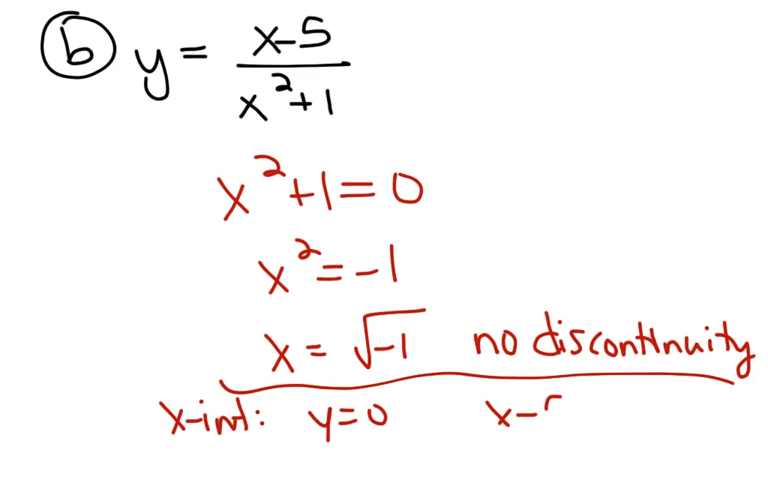 b y = x-5 / x²+1
x²+1=0
x²=-1
x = √-1 no discontinuity
x-int: y=0 x-